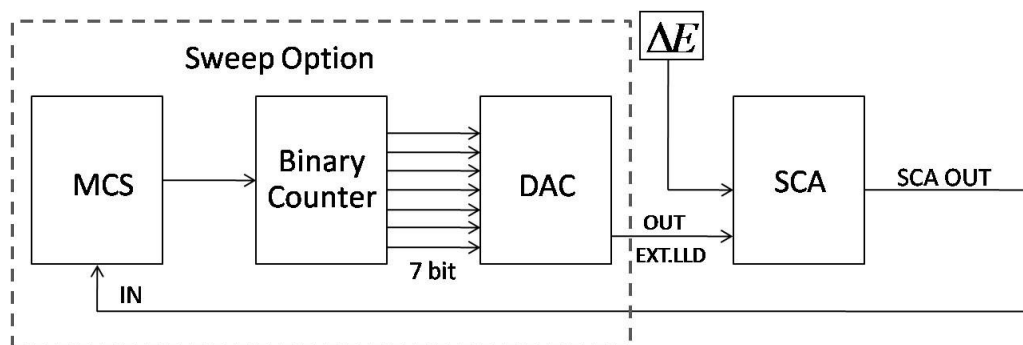 Sweep Option
ΔE
MCS
Binary
Counter
DAC
SCA
SCA OUT
OUT
EXT.LLD
7 bit
IN